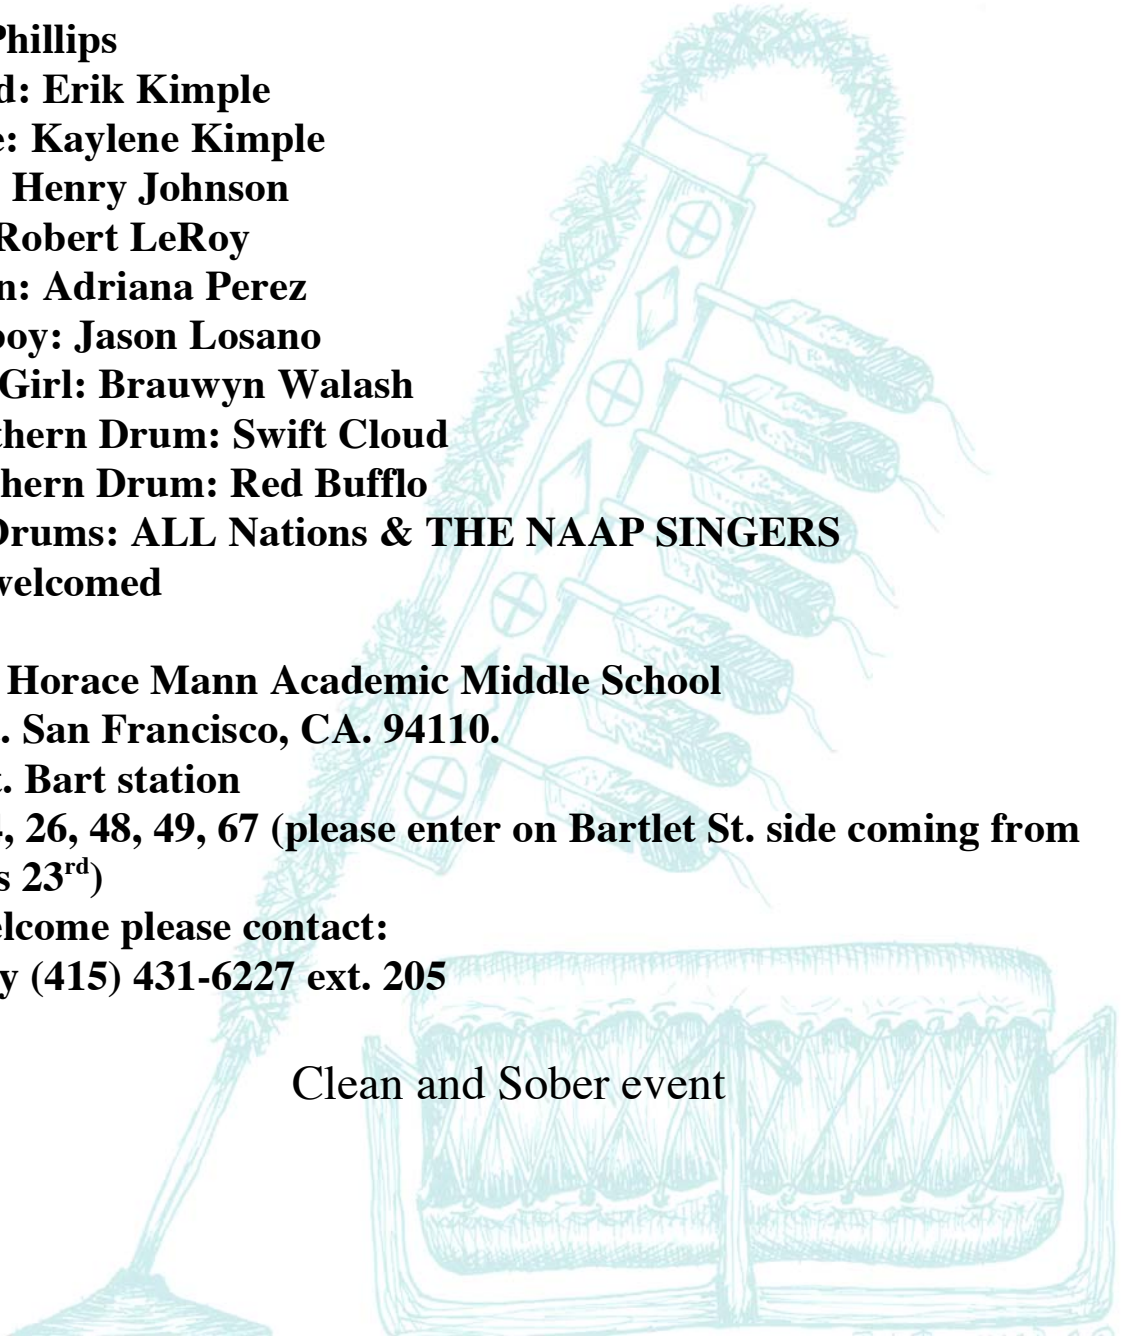 Phillips
d: Erik Kimple
e: Kaylene Kimple
Henry Johnson
Robert LeRoy
n: Adriana Perez
boy: Jason Losano
Girl: Brauwyn Walash
thern Drum: Swift Cloud
hern Drum: Red Bufflo
Drums: ALL Nations & THE NAAP SINGERS
welcomed
Horace Mann Academic Middle School
. San Francisco, CA. 94110.
t. Bart station
4, 26, 48, 49, 67 (please enter on Bartlet St. side coming from
s 23rd)
elcome please contact:
y (415) 431-6227 ext. 205
Clean and Sober event